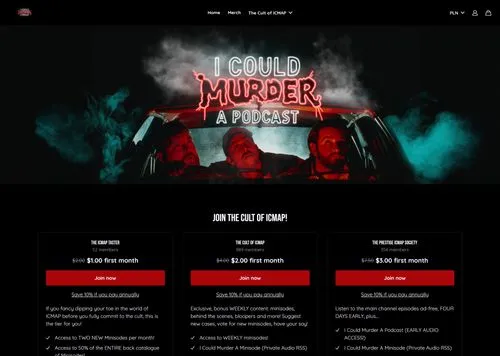 Home Merch The Cult of ICMAP PLN
I COULD
MURDER
A PODCAST
JOIN THE CULT OF ICMAP!
THE ICMAP TASTER
52 members
$2.00 $1.00 first month
Join now
Save 10% if you pay annually
If you fancy dipping your toe in the world of
ICMAP before you fully commit to the cult, this is
the tier for you!
Access to TWO NEW Minisodes per month!
Access to 50% of the ENTIRE back catalogue
of Minisodes!
THE CULT OF ICMAP
$4.00 $2.00 first month
Join now
Save 10% if you pay annually
Exclusive, bonus WEEKLY content: minisodes,
behind the scenes, bloopers and more! Suggest
new cases, vote for new minisodes, have your say!
Access to WEEKLY minisodes!
I Could Murder A Minisode (Private Audio RSS)
THE PRESTIGE ICMAP SOCIETY
$7.50 $3.00 first month
Join now
Save 10% if you pay annually
Listen to the main channel episodes ad-free, FOUR
DAYS EARLY, plus...
I Could Murder A Podcast (EARLY AUDIO
ACCESS)
I Could Murder A Minisode (Private Audio RSS)